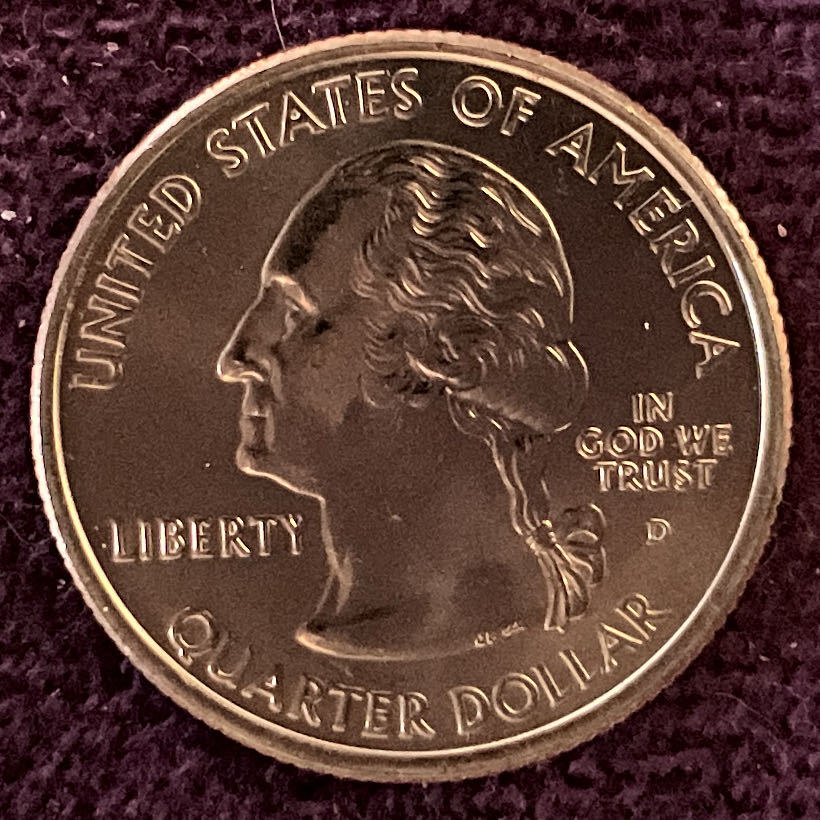 UNITED STATES OF AMERICA
LIBERTY
IN
GOD WE
TRUST
D
QUARTER DOLLAR